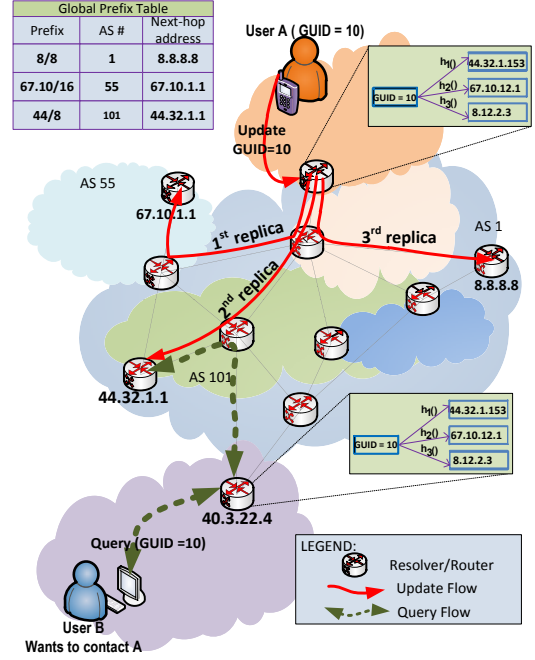 Global Prefix Table
Prefix AS # Next-hop address
8/8 1 8.8.8.8
67.10/16 55 67.10.1.1
44/8 101 44.32.1.1
User A ( GUID = 10)
h1() 44.32.1.153
GUID = 10 h2() 67.10.12.1
h3() 8.12.2.3
Update
GUID=10
AS 55
67.10.1.1
1st replica
2nd replica
3rd replica
AS 1
8.8.8.8
44.32.1.1
AS 101
h1() 44.32.1.153
GUID = 10 h2() 67.10.12.1
h3() 8.12.2.3
40.3.22.4
Query (GUID =10)
User B
Wants to contact A
LEGEND:
Resolver/Router
Update Flow
Query Flow